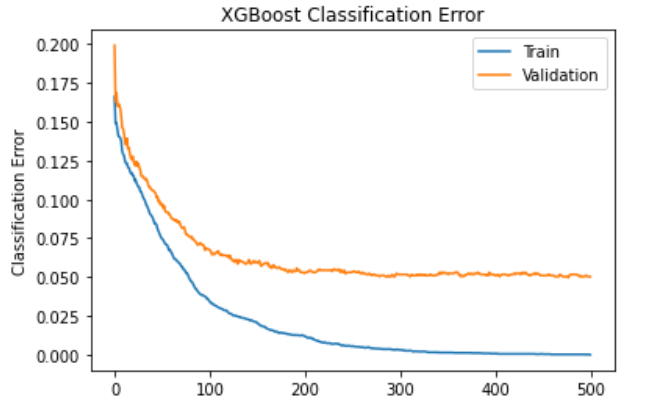 XGBoost Classification Error
Train
Validation
Classification Error
0.200
0.175
0.150
0.125
0.100
0.075
0.050
0.025
0.000
0 100 200 300 400 500